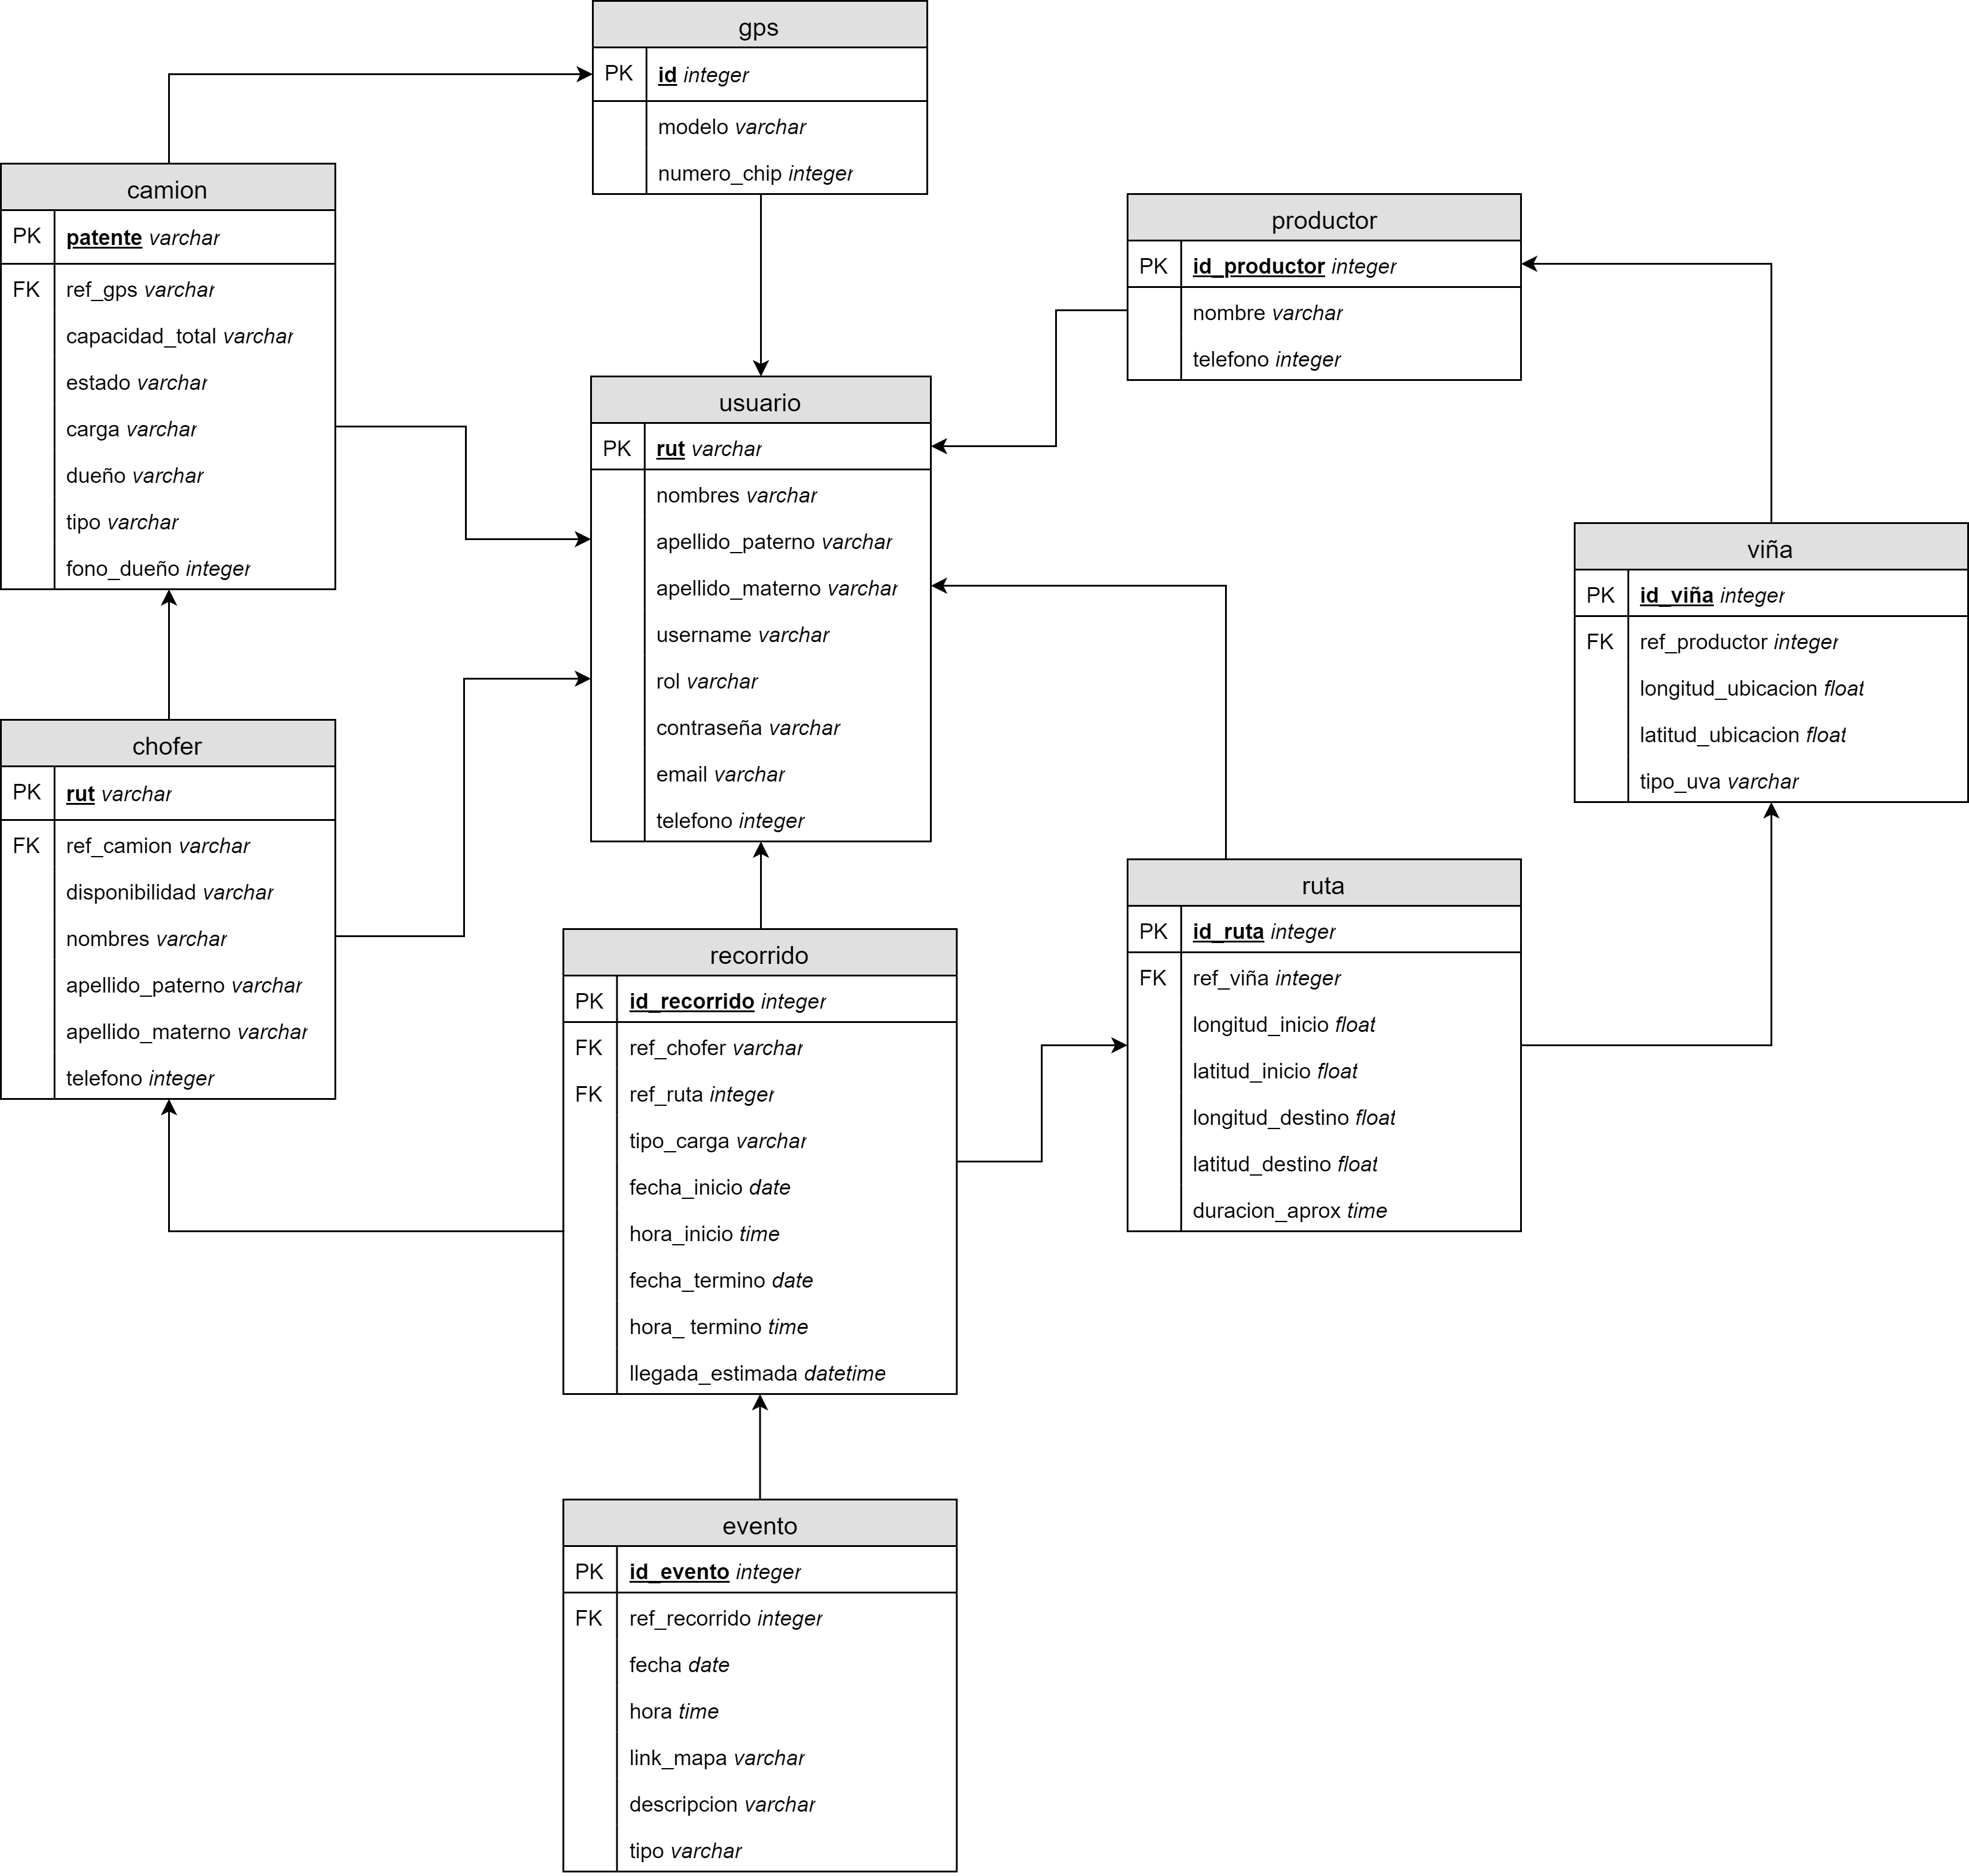 gps
PK id integer
modelo varchar
numero_chip integer
camion
PK patente varchar
FK ref_gps varchar
capacidad_total varchar
estado varchar
carga varchar
dueño varchar
tipo varchar
fono_dueño integer
productor
PK id_productor integer
nombre varchar
telefono integer
usuario
PK rut varchar
nombres varchar
apellido_paterno varchar
apellido_materno varchar
username varchar
rol varchar
contraseña varchar
email varchar
telefono integer
viña
PK id_viña integer
FK ref_productor integer
longitud_ubicacion float
latitud_ubicacion float
tipo_uva varchar
chofer
PK rut varchar
FK ref_camion varchar
disponibilidad varchar
nombres varchar
apellido_paterno varchar
apellido_materno varchar
telefono integer
recorrido
PK id_recorrido integer
FK ref_chofer varchar
FK ref_ruta integer
tipo_carga varchar
fecha_inicio date
hora_inicio time
fecha_termino date
hora_ termino time
llegada_estimada datetime
ruta
PK id_ruta integer
FK ref_viña integer
longitud_inicio float
latitud_inicio float
longitud_destino float
latitud_destino float
duracion_aprox time
evento
PK id_evento integer
FK ref_recorrido integer
fecha date
hora time
link_mapa varchar
descripcion varchar
tipo varchar